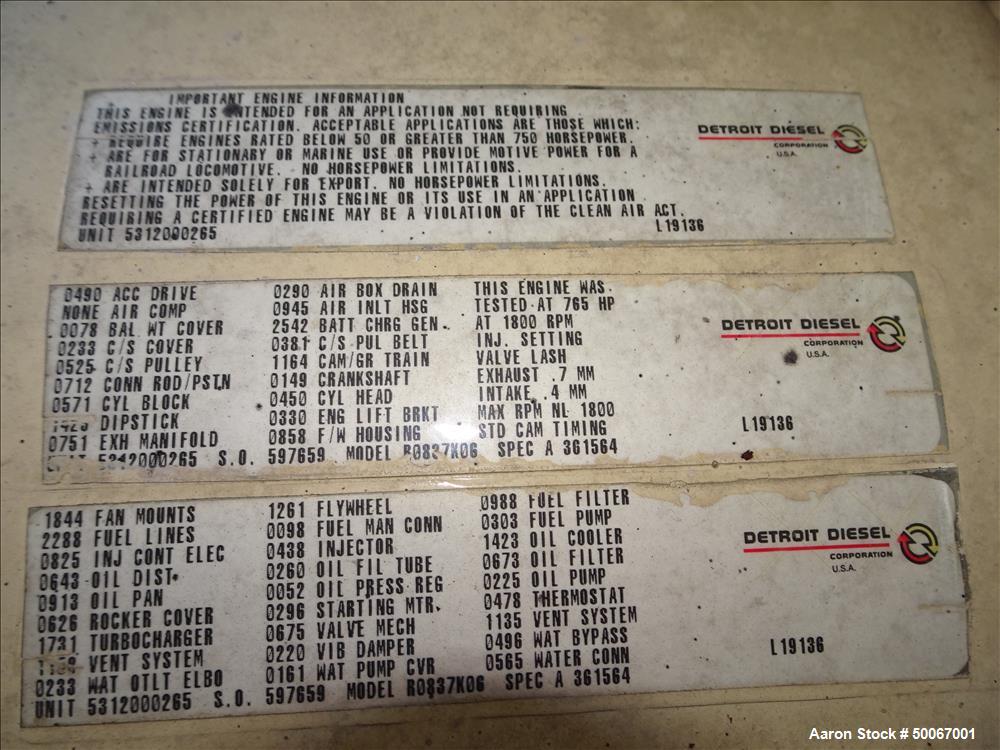 IMPORTANT ENGINE INFORMATION
THIS ENGINE IS INTENDED FOR AN APPLICATION NOT REQUIRING
EMISSIONS CERTIFICATION. ACCEPTABLE APPLICATIONS ARE THOSE WHICH:
+ REQUIRE ENGINES RATED BELOW 50 OR GREATER THAN 750 HORSEPOWER.
+ ARE FOR STATIONARY OR MARINE USE OR PROVIDE MOTIVE POWER FOR A
RAILROAD LOCOMOTIVE. NO HORSEPOWER LIMITATIONS.
+ ARE INTENDED SOLELY FOR EXPORT. NO HORSEPOWER LIMITATIONS.
RESETTING THE POWER OF THIS ENGINE OR ITS USE IN AN APPLICATION
REQUIRING A CERTIFIED ENGINE MAY BE A VIOLATION OF THE CLEAN AIR ACT.
UNIT 5312000265 L19136
DETROIT DIESEL
CORPORATION
U.S.A.
0490 ACC DRIVE 0290 AIR BOX DRAIN THIS ENGINE WAS
NONE AIR COMP 0945 AIR INLT HSG TESTED AT 765 HP
0078 BAL WT COVER 2542 BATT CHRG GEN AT 1800 RPM
0233 C/S COVER 0381 C/S PUL BELT INJ. SETTING
0525 C/S PULLEY 1164 CAM/GR TRAIN VALVE LASH
0712 CONN ROD/PSTN 0149 CRANKSHAFT EXHAUST .7 MM
0571 CYL BLOCK 0450 CYL HEAD INTAKE .4 MM
DIPSTICK 0330 ENG LIFT BRKT MAX RPM NL 1800
0751 EXH MANIFOLD 0858 F/W HOUSING STD CAM TIMING
5312000265 S.O. 597659 MODEL R0837K06 SPEC A 361564
DETROIT DIESEL
CORPORATION
U.S.A.
L19136
1844 FAN MOUNTS 1261 FLYWHEEL 0988 FUEL FILTER
2288 FUEL LINES 0098 FUEL MAN CONN 0303 FUEL PUMP
0825 INJ CONT ELEC 0438 INJECTOR 1423 OIL COOLER
0643 OIL DIST 0260 OIL FIL TUBE 0673 OIL FILTER
0913 OIL PAN 0052 OIL PRESS REG 0225 OIL PUMP
0626 ROCKER COVER 0296 STARTING MTR. 0478 THERMOSTAT
1731 TURBOCHARGER 0675 VALVE MECH 1135 VENT SYSTEM
VENT SYSTEM 0220 VIB DAMPER 0496 WAT BYPASS
0233 WAT OTLT ELBO 0161 WAT PUMP CVR 0565 WATER CONN
UNIT 5312000265 S.O. 597659 MODEL R0837K06 SPEC A 361564
DETROIT DIESEL
CORPORATION
U.S.A.
L19136
Aaron Stock # 50067001